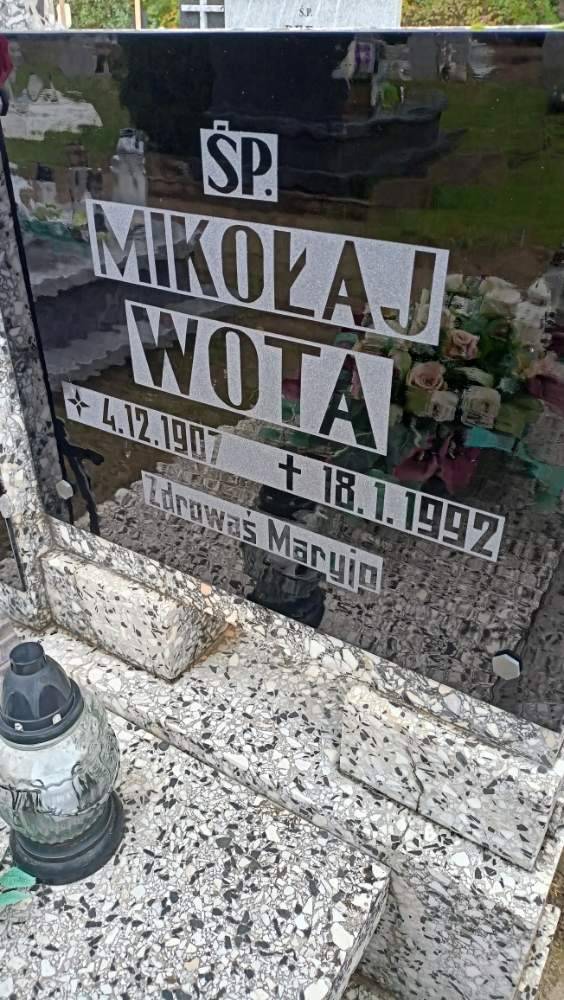 Ś.P.
ŚP.
MIKOŁAJ
WOTA
4.12.1907 ✝ 18.1.1992
Zdrowaś Maryjo